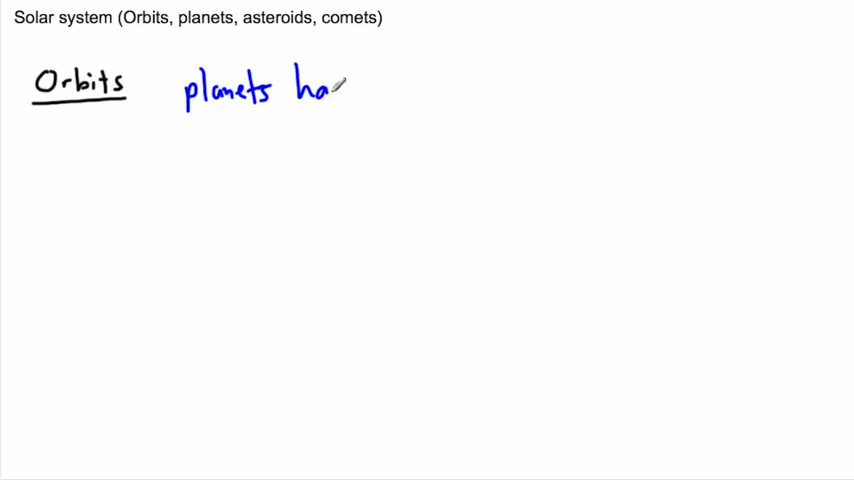 Solar system (Orbits, planets, asteroids, comets)
Orbits planets ha